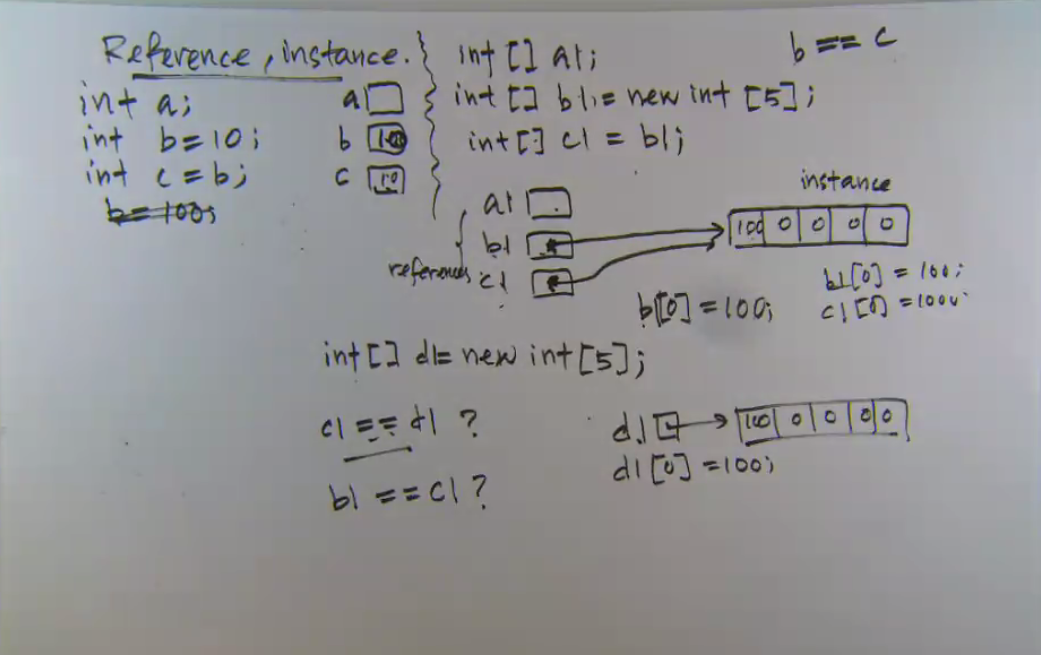 Reference, instance.
int a;
int b = 10;
int c = b;
b = 100;
a
b
c 10
int [] a1;
int [] b1 = new int [5];
int [] c1 = b1;
b == c
a1
b1
c1
references
instance
100 0 0 0 0
b1[0] = 100;
c1[0] = 100;
b[0] = 100;
int [] d1 = new int [5];
c1 == d1 ?
b1 == c1 ?
d1 100 0 0 0 0
d1 [0] = 100;